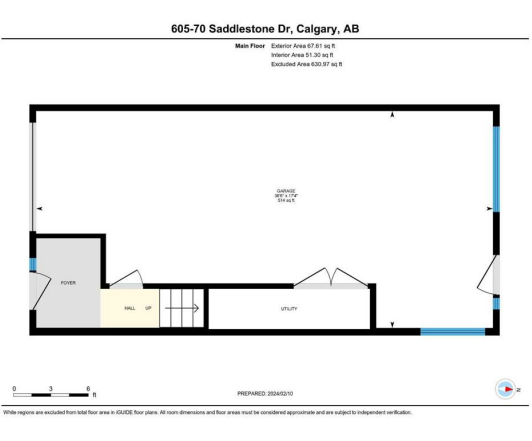 605-70 Saddlestone Dr, Calgary, AB
Main Floor Exterior Area 67.61 sq ft
Interior Area 51.30 sq ft
Excluded Area 630.97 sq ft
GARAGE
514 sq ft
FOYER
HALL UP
UTILITY
0 3 6
ft
PREPARED: 2024/02/10
N
White regions are excluded from total floor area in iGUIDE floor plans. All room dimensions and floor areas must be considered approximate and are subject to independent verification.